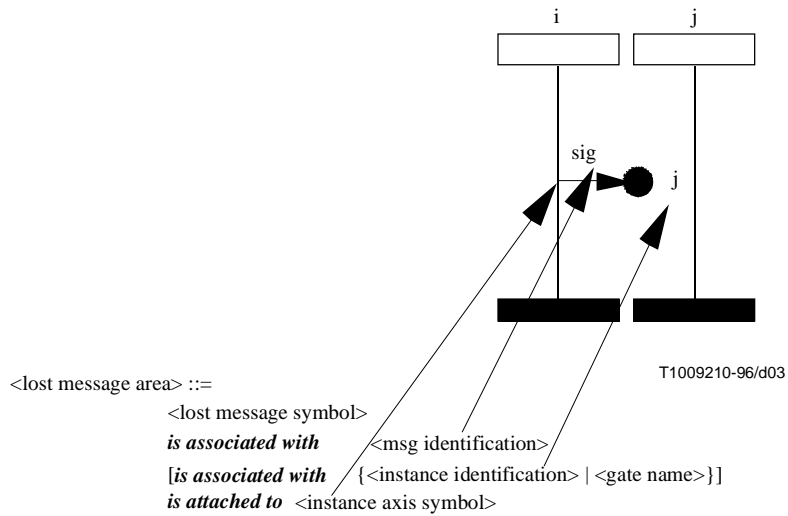 i j
sig
j
T1009210-96/d03
<lost message area> ::=
<lost message symbol>
is associated with <msg identification>
[is associated with {<instance identification> | <gate name>}]
is attached to <instance axis symbol>